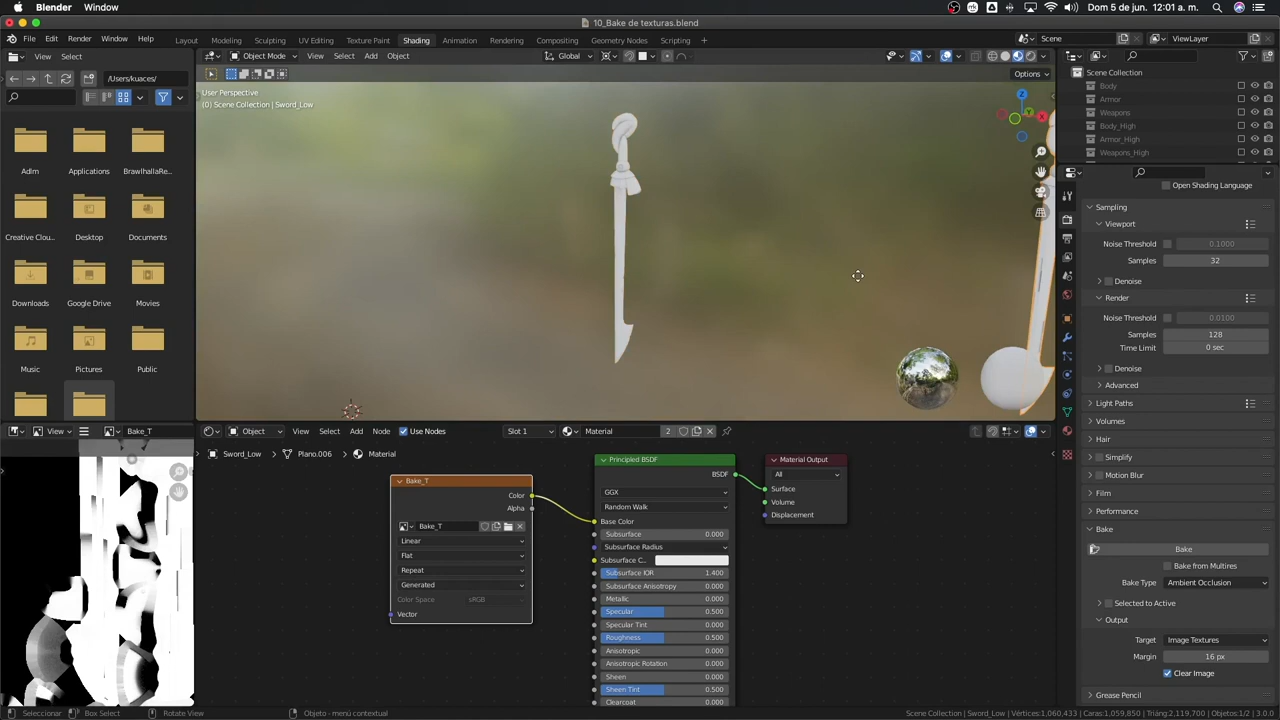 Blender Window Dom 5 de jun. 12:01 a. m.
10_Bake de texturas.blend
File Edit Render Window Help Layout Modeling Sculpting UV Editing Texture Paint Shading Animation Rendering Compositing Geometry Nodes Scripting + Scene ViewLayer
View Select Object Mode View Select Add Object Global
/Users/kuaces/ Options
User Perspective
(0) Scene Collection | Sword_Low
Scene Collection
Body
Armor
Weapons
Body_High
Armor_High
Weapons_High
AdIm Applications BrawlhallaRe...
Creative Clou... Desktop Documents
Downloads Google Drive Movies
Music Pictures Public
Z
X
Y
Open Shading Language
Sampling
Viewport
Noise Threshold 0.1000
Samples 32
Denoise
Render
Noise Threshold 0.0100
Samples 128
Time Limit 0 sec
Denoise
Advanced
Light Paths
Volumes
Hair
Simplify
Motion Blur
Film
Performance
Bake
Bake
Bake from Multires
Bake Type Ambient Occlusion
Selected to Active
Output
Target Image Textures
Margin 16 px
Clear Image
Grease Pencil
View Bake_T
Object View Select Add Node Use Nodes Slot 1 Material 2
Sword_Low > Plano.006 > Material
Bake_T
Color
Alpha
Bake_T
Linear
Flat
Repeat
Generated
Color Space sRGB
Vector
Principled BSDF
BSDF
GGX
Random Walk
Base Color
Subsurface 0.000
Subsurface Radius
Subsurface C...
Subsurface IOR 1.400
Subsurface Anisotropy 0.000
Metallic 0.000
Specular 0.500
Specular Tint 0.000
Roughness 0.500
Anisotropic 0.000
Anisotropic Rotation 0.000
Sheen 0.000
Sheen Tint 0.500
Clearcoat 0.000
Material Output
All
Surface
Volume
Displacement
Seleccionar Box Select Rotate View Objeto - menú contextual Scene Collection | Sword_Low | Vértices:1,060,433 | Caras:1,059,850 | Triáng:2,119,700 | Objetos:1/2 | 3.0.0